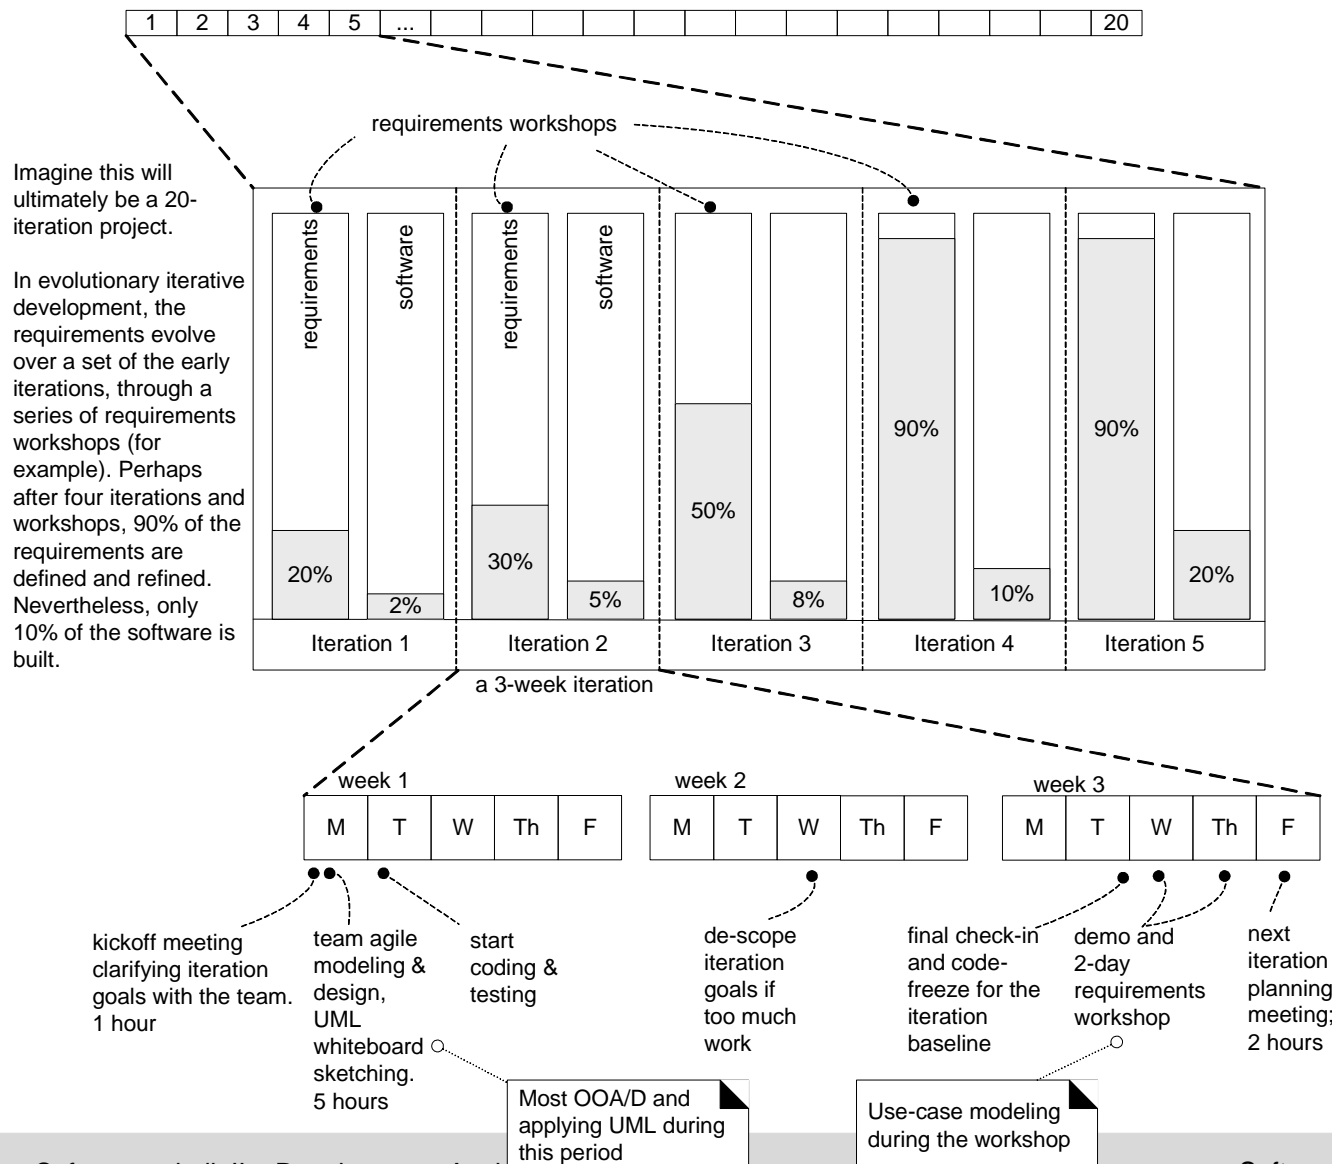 1 2 3 4 5 ... 20
requirements workshops
Imagine this will
ultimately be a 20-
iteration project.
In evolutionary iterative
development, the
requirements evolve
over a set of the early
iterations, through a
series of requirements
workshops (for
example). Perhaps
after four iterations and
workshops, 90% of the
requirements are
defined and refined.
Nevertheless, only
10% of the software is
built.
requirements
software
requirements
software
20%
2%
30%
5%
50%
8%
90%
10%
90%
20%
Iteration 1
Iteration 2
Iteration 3
Iteration 4
Iteration 5
a 3-week iteration
week 1
M T W Th F
week 2
M T W Th F
week 3
M T W Th F
kickoff meeting
clarifying iteration
goals with the team.
1 hour
team agile
modeling &
design,
UML
whiteboard
sketching.
5 hours
start
coding &
testing
de-scope
iteration
goals if
too much
work
final check-in
and code-
freeze for the
iteration
baseline
demo and
2-day
requirements
workshop
next
iteration
planning
meeting;
2 hours
Most OOA/D and
applying UML during
this period
Use-case modeling
during the workshop